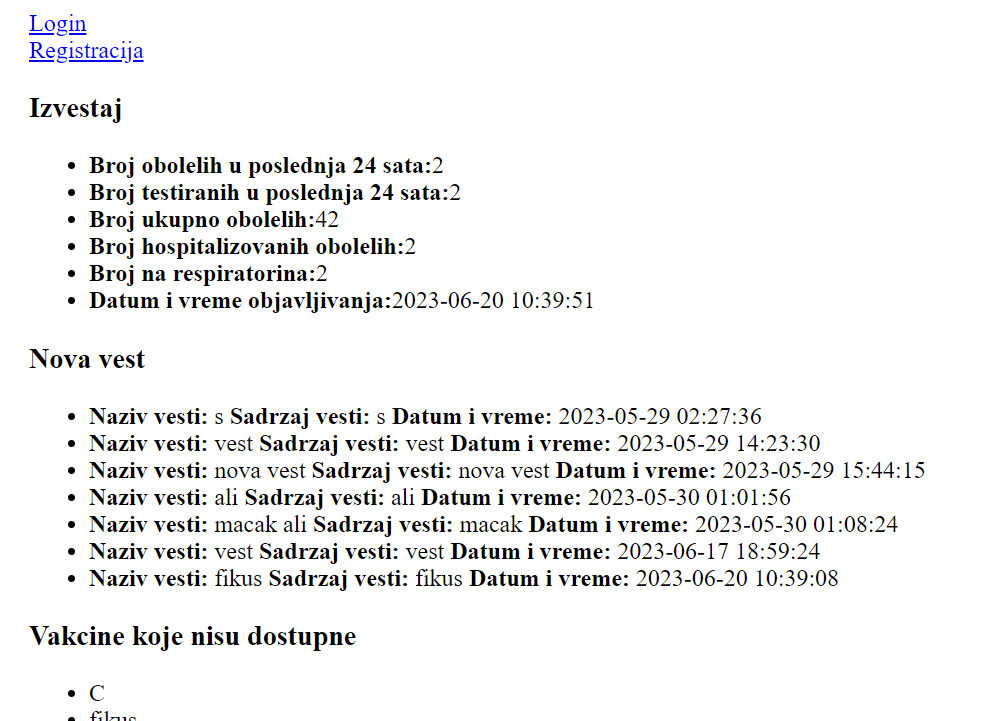 Login
Registracija
Izvestaj
Broj obolelih u poslednja 24 sata:2
Broj testiranih u poslednja 24 sata:2
Broj ukupno obolelih:42
Broj hospitalizovanih obolelih:2
Broj na respiratorina:2
Datum i vreme objavljivanja:2023-06-20 10:39:51
Nova vest
Naziv vesti: s Sadrzaj vesti: s Datum i vreme: 2023-05-29 02:27:36
Naziv vesti: vest Sadrzaj vesti: vest Datum i vreme: 2023-05-29 14:23:30
Naziv vesti: nova vest Sadrzaj vesti: nova vest Datum i vreme: 2023-05-29 15:44:15
Naziv vesti: ali Sadrzaj vesti: ali Datum i vreme: 2023-05-30 01:01:56
Naziv vesti: macak ali Sadrzaj vesti: macak Datum i vreme: 2023-05-30 01:08:24
Naziv vesti: vest Sadrzaj vesti: vest Datum i vreme: 2023-06-17 18:59:24
Naziv vesti: fikus Sadrzaj vesti: fikus Datum i vreme: 2023-06-20 10:39:08
Vakcine koje nisu dostupne
C
fikus